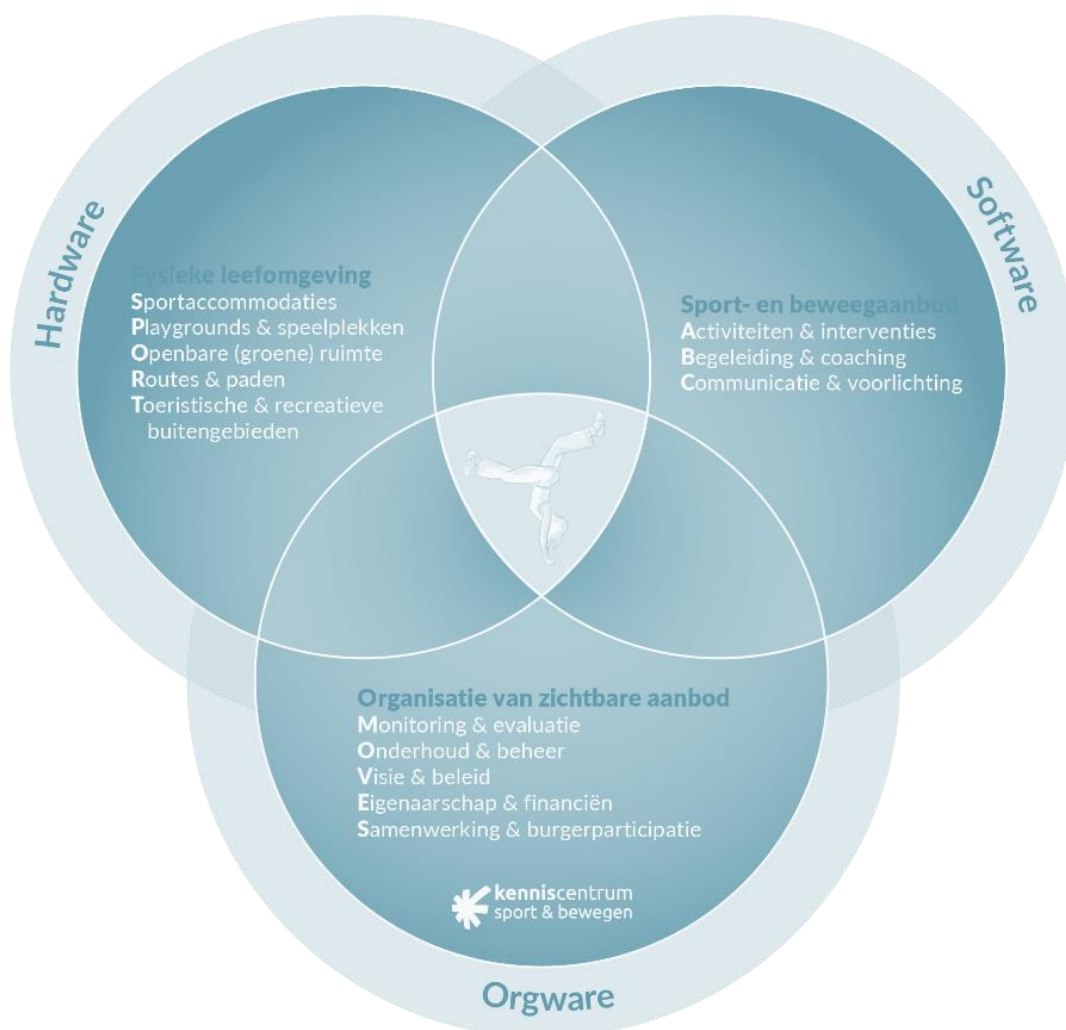 Hardware
Software
Fysieke leefomgeving
Sportaccommodaties
Playgrounds & speelplekken
Openbare (groene) ruimte
Routes & paden
Toeristische & recreatieve
buitengebieden
Sport- en beweegaanbod
Activiteiten & interventies
Begeleiding & coaching
Communicatie & voorlichting
Organisatie van zichtbare aanbod
Monitoring & evaluatie
Onderhoud & beheer
Visie & beleid
Eigenaarschap & financiën
Samenwerking & burgerparticipatie
kenniscentrum
sport & bewegen
Orgware